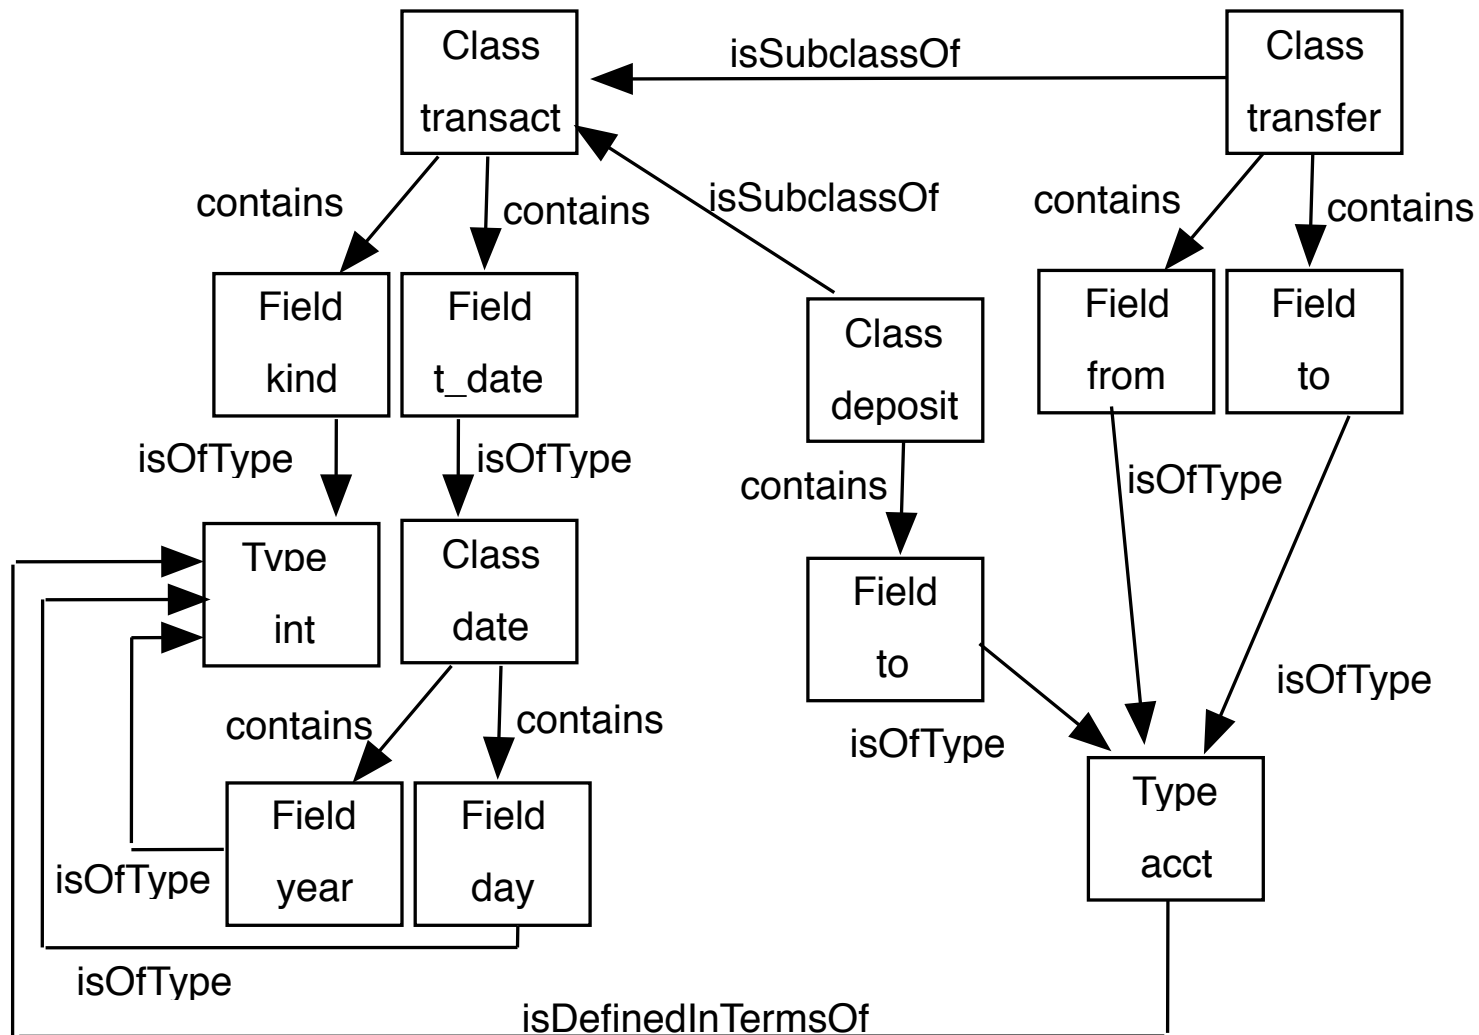 Class
transact
isSubclassOf
Class
transfer
contains
contains
isSubclassOf
contains
contains
Field
kind
Field
t_date
Class
deposit
Field
from
Field
to
isOfType
isOfType
contains
isOfType
Type
int
Class
date
Field
to
isOfType
contains
contains
isOfType
Field
year
Field
day
Type
acct
isOfType
isOfType
isDefinedInTermsOf